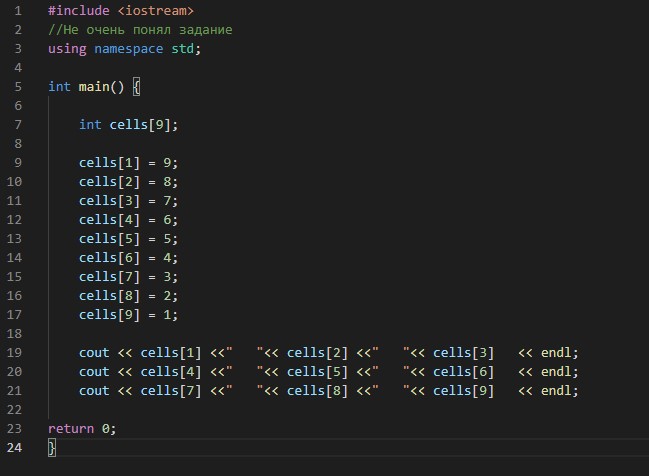 1 #include <iostream>
2 //Не очень понял задание
3 using namespace std;
4
5 int main() {
6
7     int cells[9];
8
9     cells[1] = 9;
10     cells[2] = 8;
11     cells[3] = 7;
12     cells[4] = 6;
13     cells[5] = 5;
14     cells[6] = 4;
15     cells[7] = 3;
16     cells[8] = 2;
17     cells[9] = 1;
18
19     cout << cells[1] <<"   "<< cells[2] <<"   "<< cells[3]   << endl;
20     cout << cells[4] <<"   "<< cells[5] <<"   "<< cells[6]   << endl;
21     cout << cells[7] <<"   "<< cells[8] <<"   "<< cells[9]   << endl;
22
23 return 0;
24 }